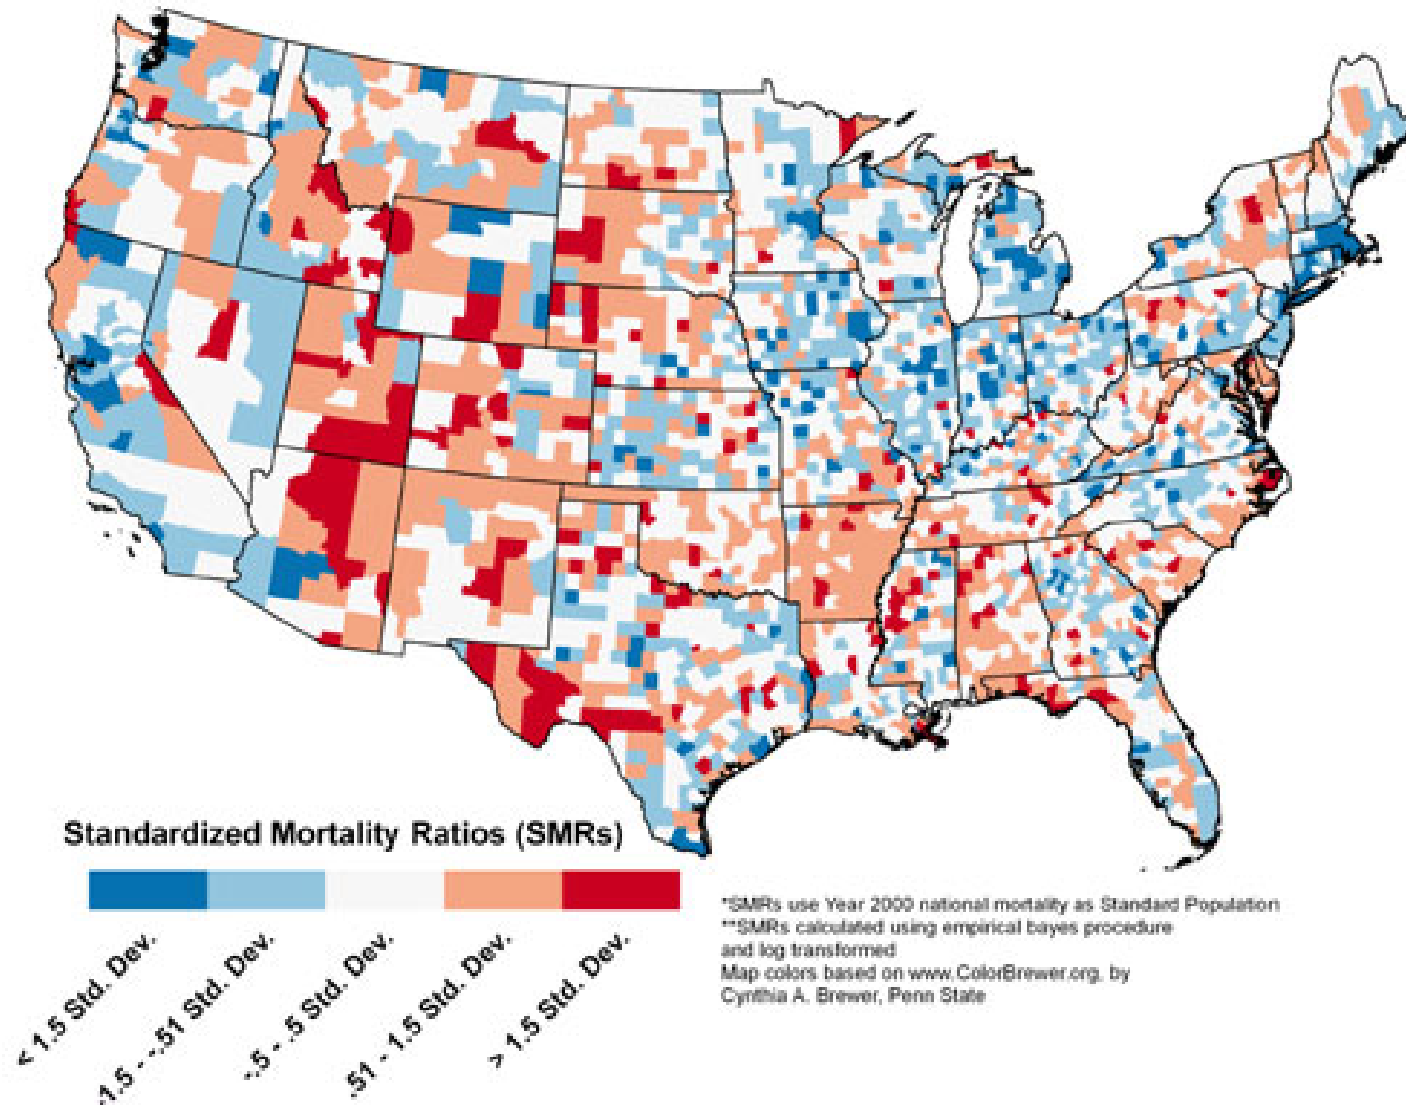 Standardized Mortality Ratios (SMRs)
< 1.5 Std. Dev.
-1.5 - -.51 Std. Dev.
-.5 - .5 Std. Dev.
.51 - 1.5 Std. Dev.
> 1.5 Std. Dev.
*SMRs use Year 2000 national mortality as Standard Population
**SMRs calculated using empirical bayes procedure
and log transformed
Map colors based on www.ColorBrewer.org, by
Cynthia A. Brewer, Penn State